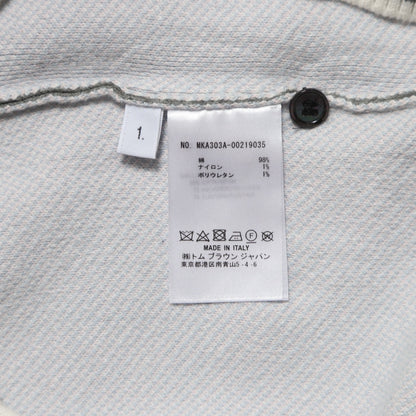 1.
NO. MKA303A-00219035
綿 98%
ナイロン 1%
ポリウレタン 1%
MADE IN ITALY
㈱トム ブラウン ジャパン
東京都港区南青山5-4-6